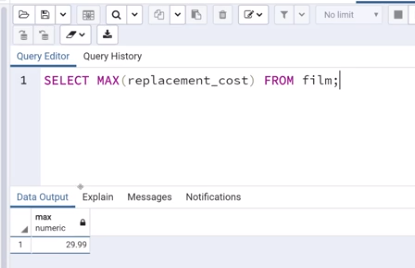 No limit
Query Editor Query History
1 SELECT MAX(replacement_cost) FROM film;
Data Output Explain Messages Notifications
max
numeric
1 29.99